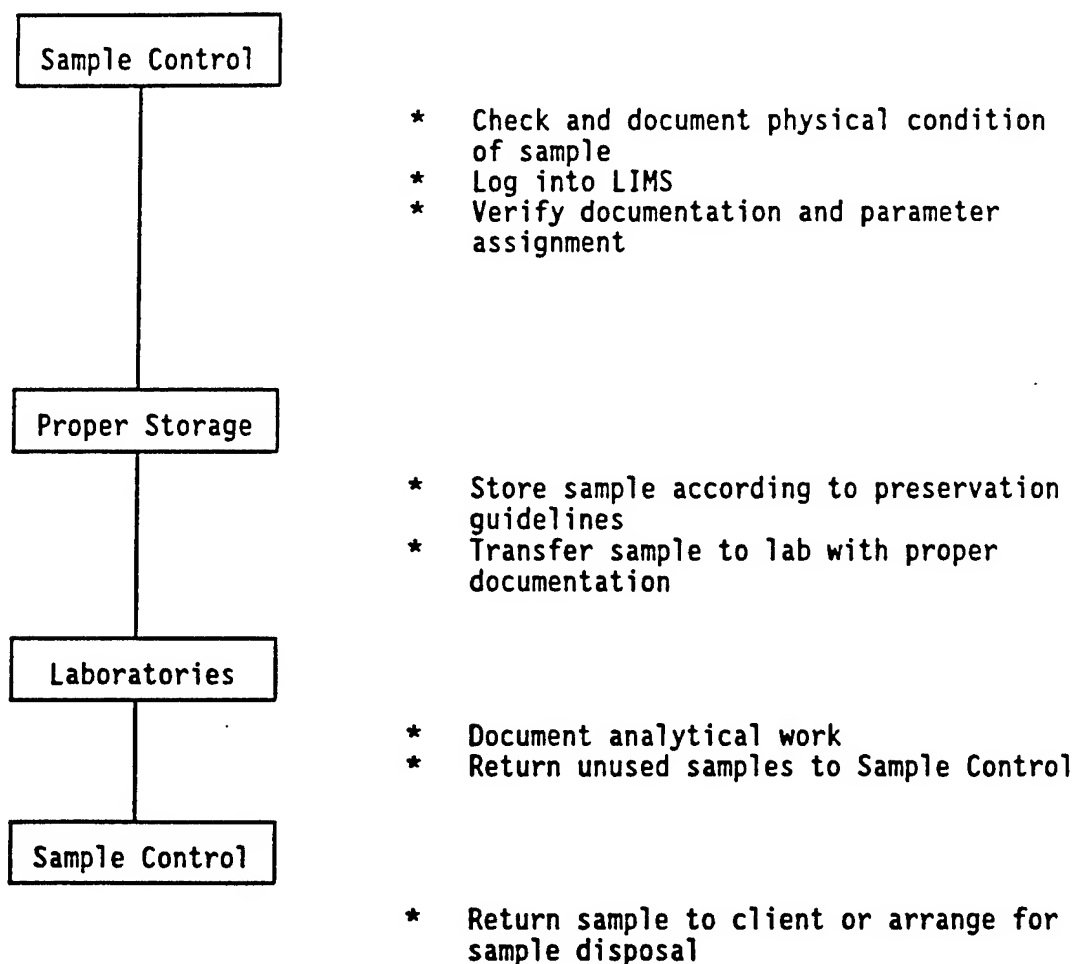 Sample Control
* Check and document physical condition
of sample
* Log into LIMS
* Verify documentation and parameter
assignment
Proper Storage
* Store sample according to preservation
guidelines
* Transfer sample to lab with proper
documentation
Laboratories
* Document analytical work
* Return unused samples to Sample Control
Sample Control
* Return sample to client or arrange for
sample disposal